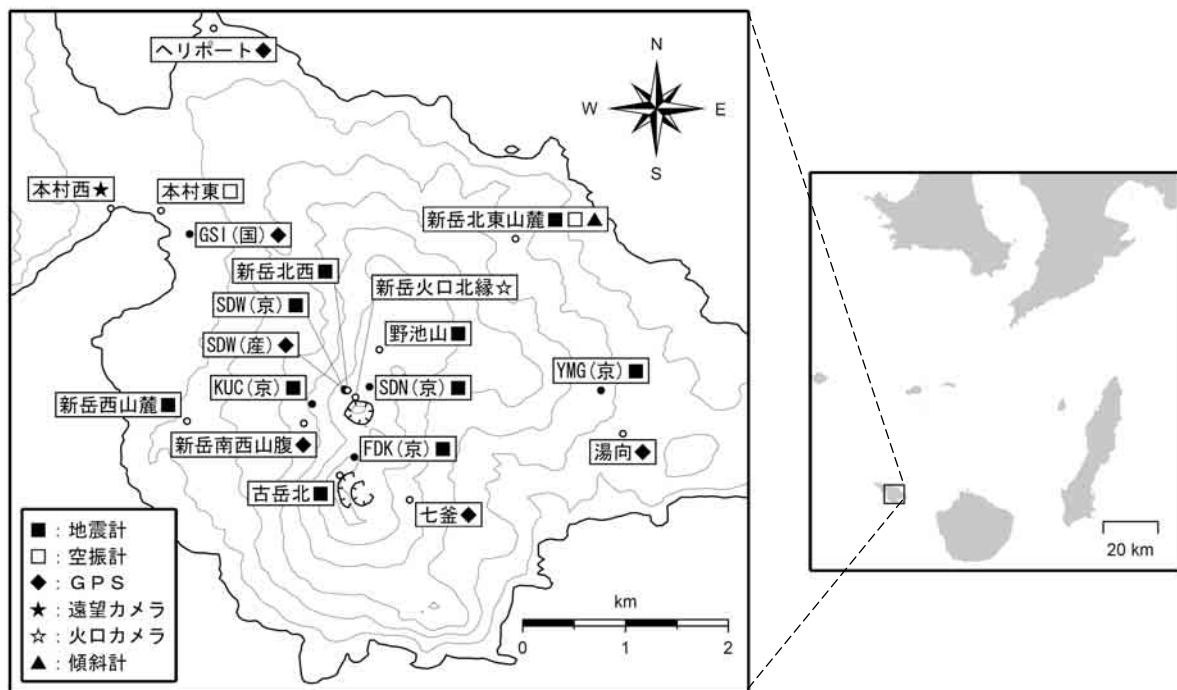 ヘリポート◆
N
W
E
S
本村西★
本村東□
GSI(国)◆
新岳北東山麓■□▲
新岳北西■
新岳火口北縁☆
SDW(京)■
野池山■
SDW(産)◆
KUC(京)■
SDN(京)■
YMG(京)■
新岳西山麓■
新岳南西山腹◆
FDK(京)■
湯向◆
古岳北■
七釜◆
■:地震計
□:空振計
◆:GPS
★:遠望カメラ
☆:火口カメラ
▲:傾斜計
km
0 1 2
20 km